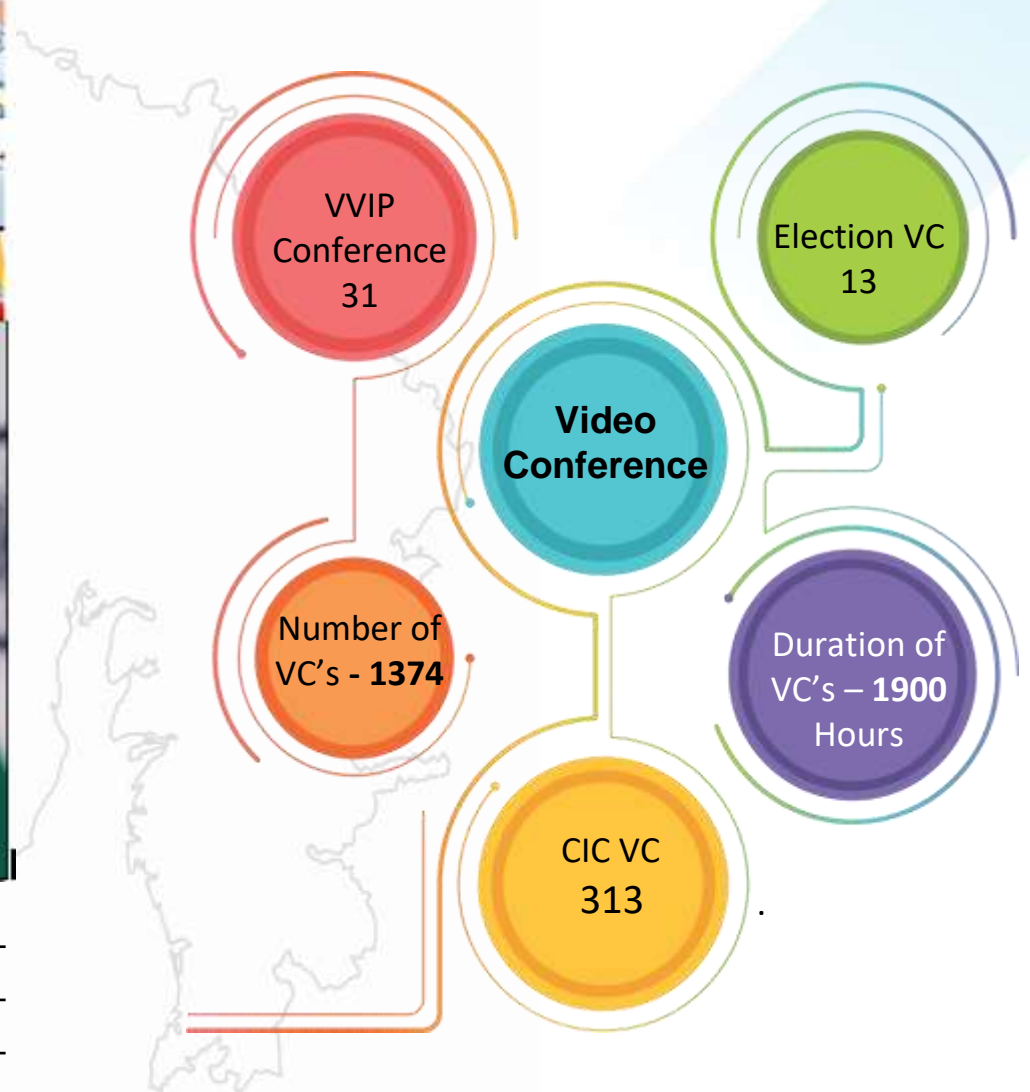 VVIP
Conference
31
Election VC
13
Video
Conference
Number of
VC's - 1374
Duration of
VC's – 1900
Hours
CIC VC
313
.